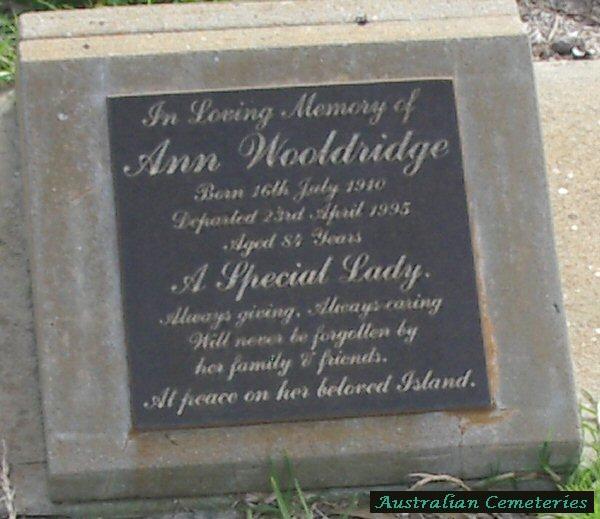 In Loving Memory of
Ann Wooldridge
Born 16th July 1910
Departed 23rd April 1995
Aged 84 Years
A Special Lady.
Always giving, Always caring
Will never be forgotten by
her family & friends.
At peace on her beloved Island.
Australian Cemeteries